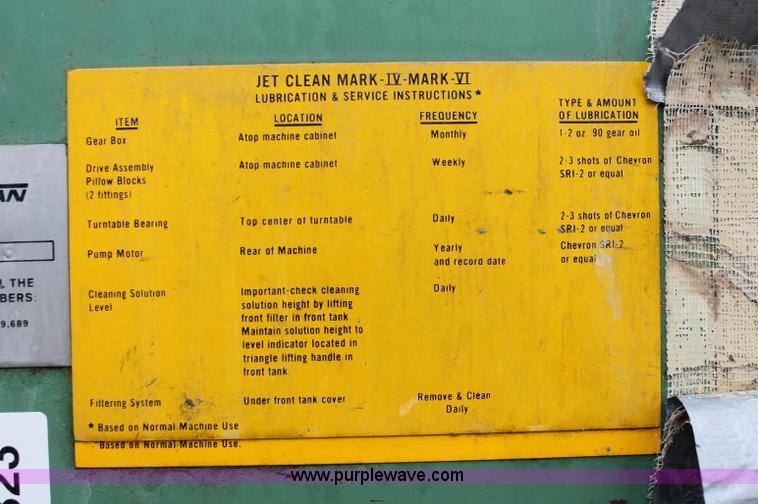 JET CLEAN MARK-IV-MARK-VI
LUBRICATION & SERVICE INSTRUCTIONS*
ITEM LOCATION FREQUENCY TYPE & AMOUNT
OF LUBRICATION
Gear Box Atop machine cabinet Monthly 1-2 oz. 90 gear oil
Drive Assembly Atop machine cabinet Weekly 2-3 shots of Chevron
Pillow Blocks SRI-2 or equal
(2 fittings)
Turntable Bearing Top center of turntable Daily 2-3 shots of Chevron
SRI-2 or equal
Pump Motor Rear of Machine Yearly Chevron SRI-2
and record date or equal
Cleaning Solution Important-check cleaning Daily
Level solution height by lifting
front filter in front tank.
Maintain solution height to
level indicator located in
triangle lifting handle in
front tank.
Filtering System Under front tank cover Remove & Clean
Daily
* Based on Normal Machine Use
*Based on Normal Machine Use.
AN
THE
BERS:
9,689
523
www.purplewave.com